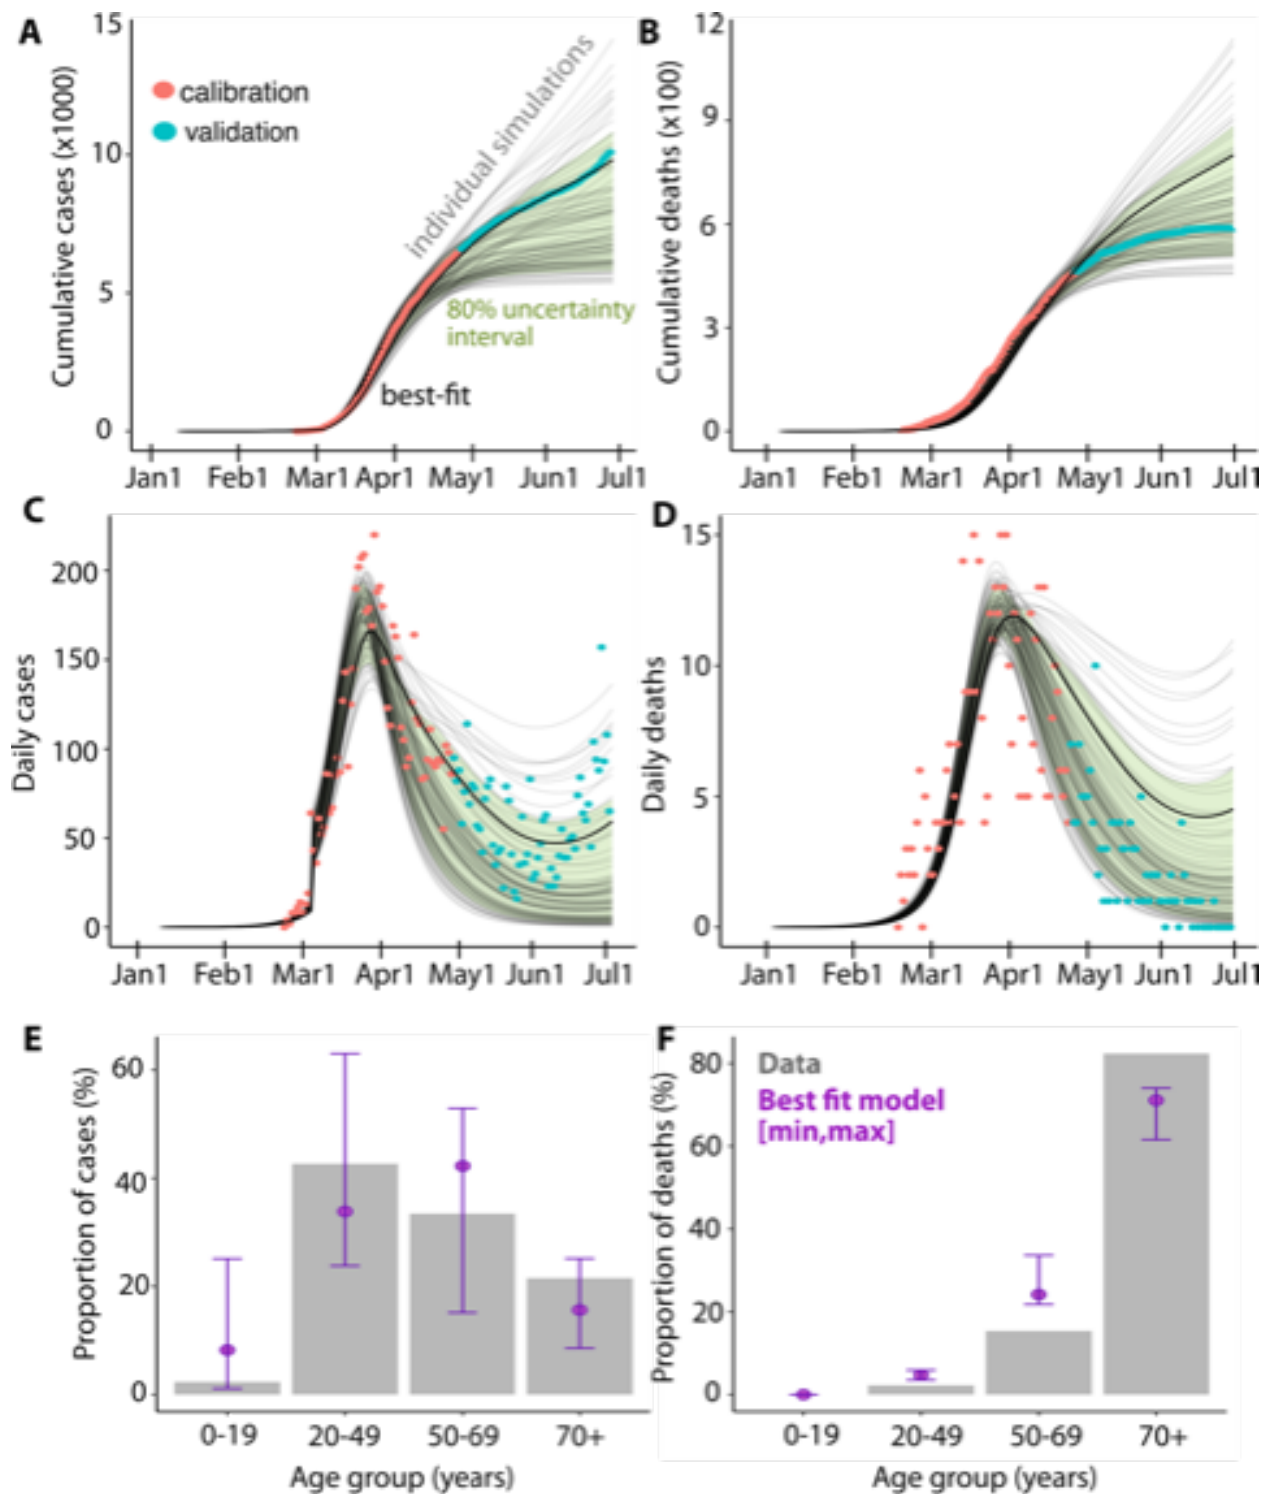 A
Cumulative cases (x1000)
15
10
5
0
calibration
validation
individual simulations
80% uncertainty
interval
best-fit
Jan1 Feb1 Mar1 Apr1 May1 Jun1 Jul1
B
Cumulative deaths (x100)
12
9
6
3
0
Jan1 Feb1 Mar1 Apr1 May1 Jun1 Jul1
C
Daily cases
200
150
100
50
0
Jan1 Feb1 Mar1 Apr1 May1 Jun1 Jul1
D
Daily deaths
15
10
5
0
Jan1 Feb1 Mar1 Apr1 May1 Jun1 Jul1
E
Proportion of cases (%)
60
40
20
0
0-19 20-49 50-69 70+
Age group (years)
F
Proportion of deaths (%)
80
60
40
20
0
Data
Best fit model
[min,max]
0-19 20-49 50-69 70+
Age group (years)